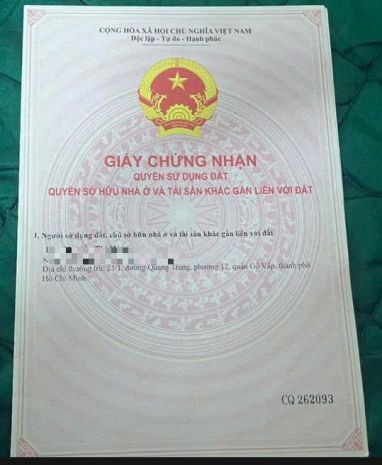 CỘNG HÒA XÃ HỘI CHỦ NGHĨA VIỆT NAM
Độc lập - Tự do - Hạnh phúc
GIẤY CHỨNG NHẬN
QUYỀN SỬ DỤNG ĐẤT
QUYỀN SỞ HỮU NHÀ Ở VÀ TÀI SẢN KHÁC GẮN LIỀN VỚI ĐẤT
I. Người sử dụng đất, chủ sở hữu nhà ở và tài sản khác gắn liền với đất
Địa chỉ thường trú: 25/1, đường Quang Trung, phường 12, quận Gò Vấp, thành phố
Hồ Chí Minh.
CQ 262093